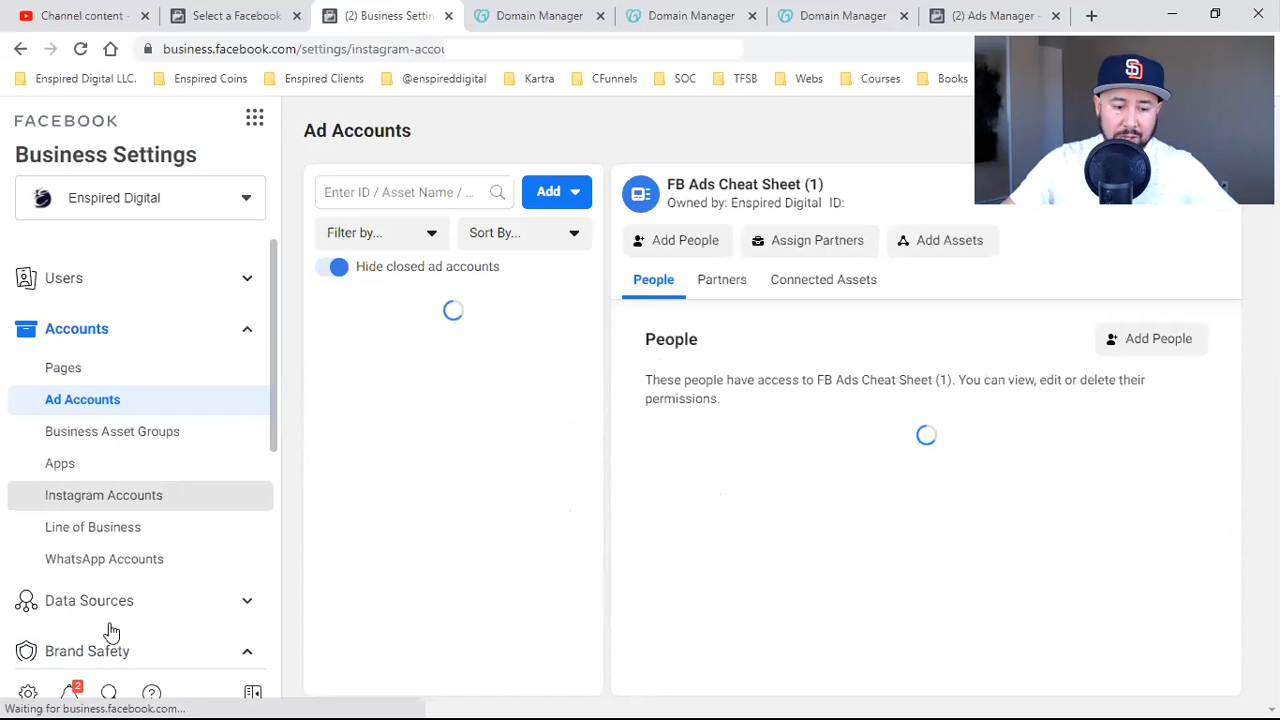 Channel content -
Select a Facebook
(2) Business Settin
Domain Manager
Domain Manager
Domain Manager
(2) Ads Manager -
business.facebook.com/settings/instagram-accou
Enspired Digital LLC.
Enspired Coins
Enspired Clients
@enspireddigital
Kartra
CFunnels
SOC
TFSB
Webs
Courses
Books
SD
FACEBOOK
Business Settings
Enspired Digital
Users
Accounts
Pages
Ad Accounts
Business Asset Groups
Apps
Instagram Accounts
Line of Business
WhatsApp Accounts
Data Sources
Brand Safety
2
Waiting for business.facebook.com...
Ad Accounts
Enter ID / Asset Name / ...
Add
Filter by...
Sort By...
Hide closed ad accounts
FB Ads Cheat Sheet (1)
Owned by: Enspired Digital ID:
Add People
Assign Partners
Add Assets
People
Partners
Connected Assets
People
Add People
These people have access to FB Ads Cheat Sheet (1). You can view, edit or delete their
permissions.